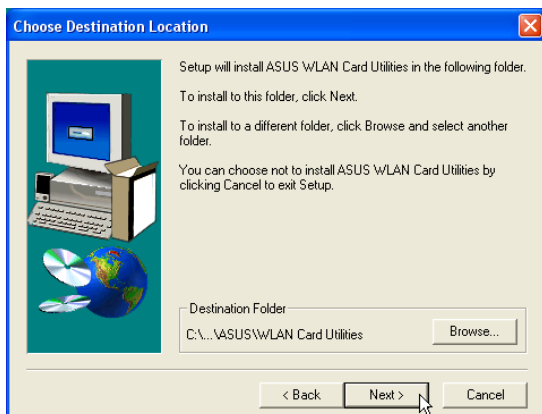 Choose Destination Location
Setup will install ASUS WLAN Card Utilities in the following folder.
To install to this folder, click Next.
To install to a different folder, click Browse and select another
folder.
You can choose not to install ASUS WLAN Card Utilities by
clicking Cancel to exit Setup.
Destination Folder
C:\...\ASUS\WLAN Card Utilities
Browse...
< Back
Next >
Cancel